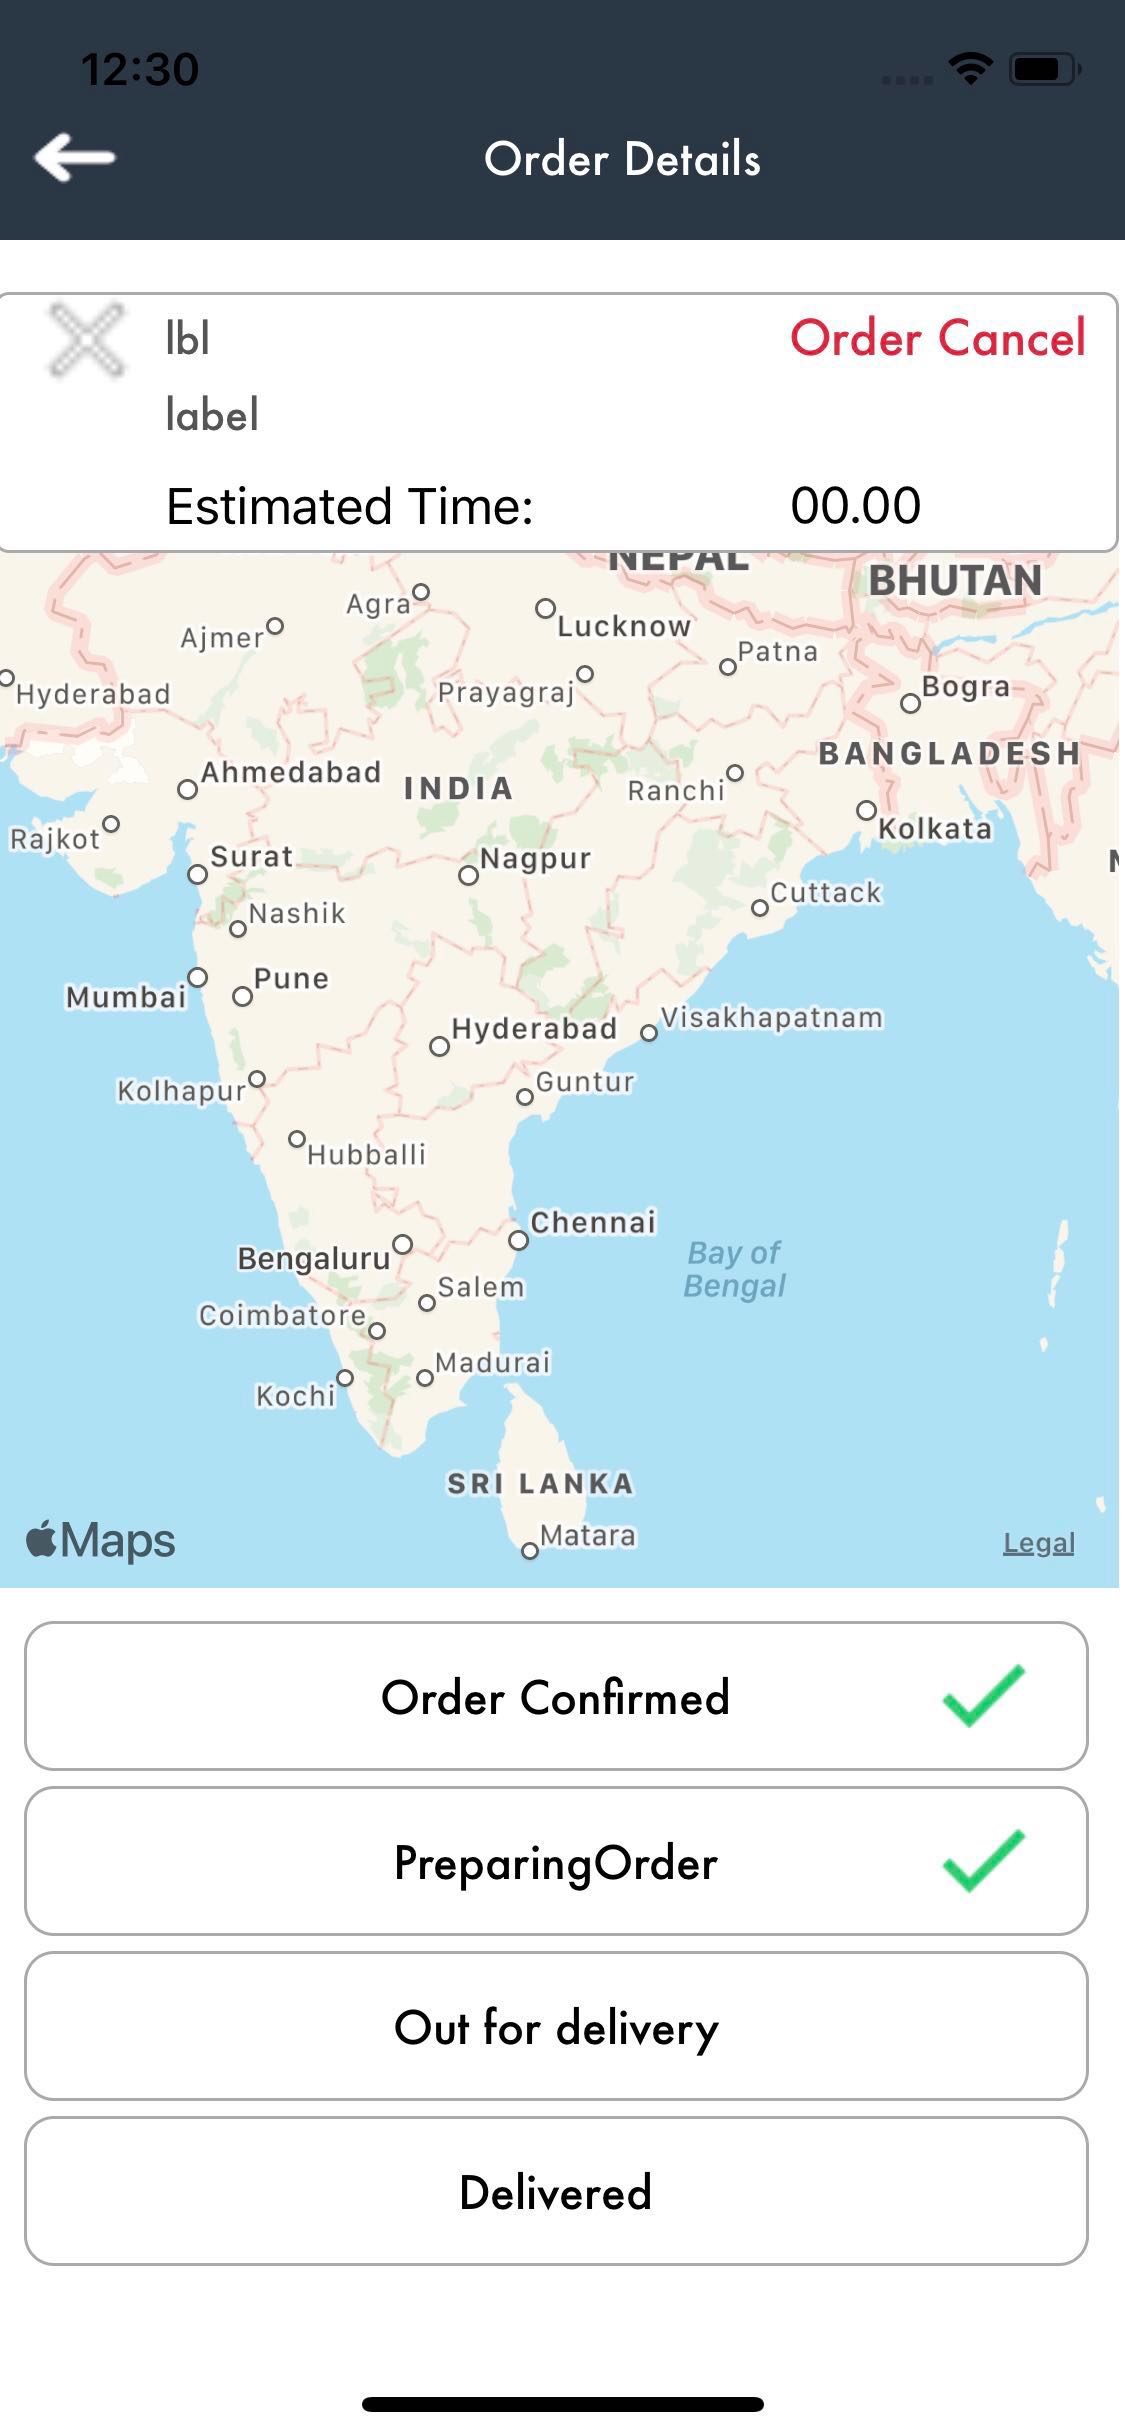 12:30
Order Details
lbl
Order Cancel
label
Estimated Time:
00.00
NEPAL
BHUTAN
Agra
Lucknow
Ajmer
Patna
Hyderabad
Prayagraj
Bogra
BANGLADESH
Ahmedabad
INDIA
Ranchi
Rajkot
Kolkata
Surat
Nagpur
Cuttack
Nashik
Pune
Mumbai
Hyderabad
Visakhapatnam
Kolhapur
Guntur
Hubballi
Chennai
Bengaluru
Bay of
Bengal
Salem
Coimbatore
Madurai
Kochi
SRI LANKA
Matara
Maps
Legal
Order Confirmed
PreparingOrder
Out for delivery
Delivered